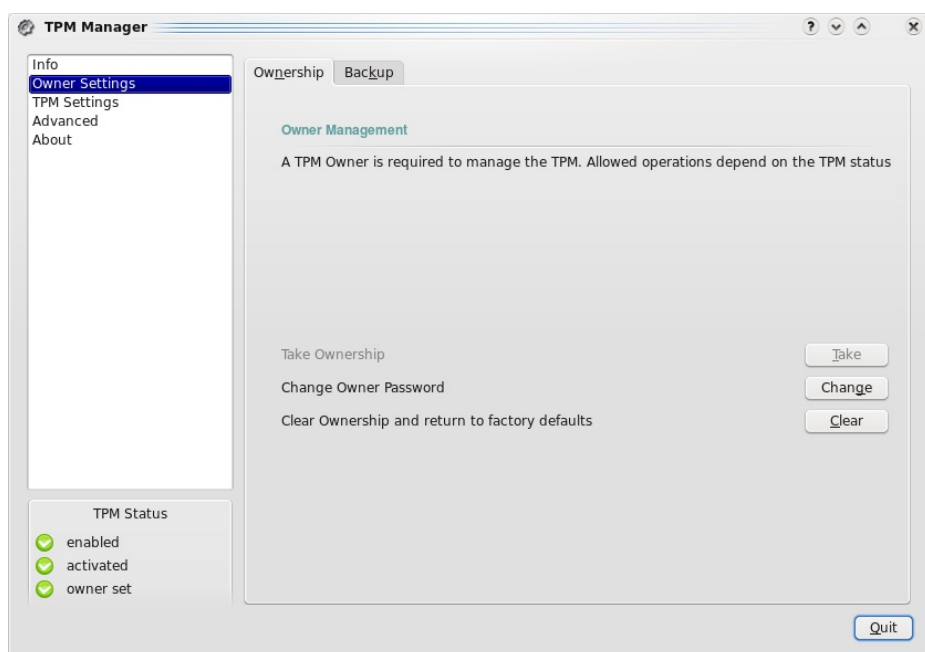 TPM Manager
Info
Owner Settings
TPM Settings
Advanced
About
Ownership
Backup
Owner Management
A TPM Owner is required to manage the TPM. Allowed operations depend on the TPM status
Take Ownership
Take
Change Owner Password
Change
Clear Ownership and return to factory defaults
Clear
TPM Status
enabled
activated
owner set
Quit